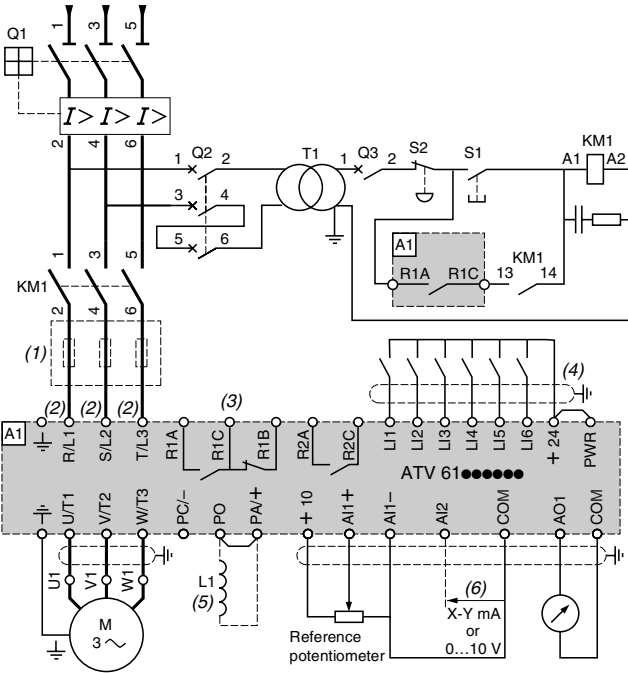 1 3 5
Q1
I> I> I>
2 4 6
1 Q2 2
T1
1 Q3 2
S2
S1
KM1
A1 A2
3 4
5 6
A1
R1A R1C
KM1
13 14
1 3 5
KM1
2 4 6
(1)
(2) (2) (2)
(3)
(4)
A1
R/L1
S/L2
T/L3
R1A
R1C
R1B
R2A
R2C
LI1
LI2
LI3
LI4
LI5
LI6
+ 24
PWR
ATV 61●●●●●●
U/T1
V/T2
W/T3
PC/-
PO
PA/+
+ 10
AI1+
AI1-
AI2
COM
AO1
COM
U1
V1
W1
M
3
L1
(5)
Reference
potentiometer
(6)
X-Y mA
or
0...10 V